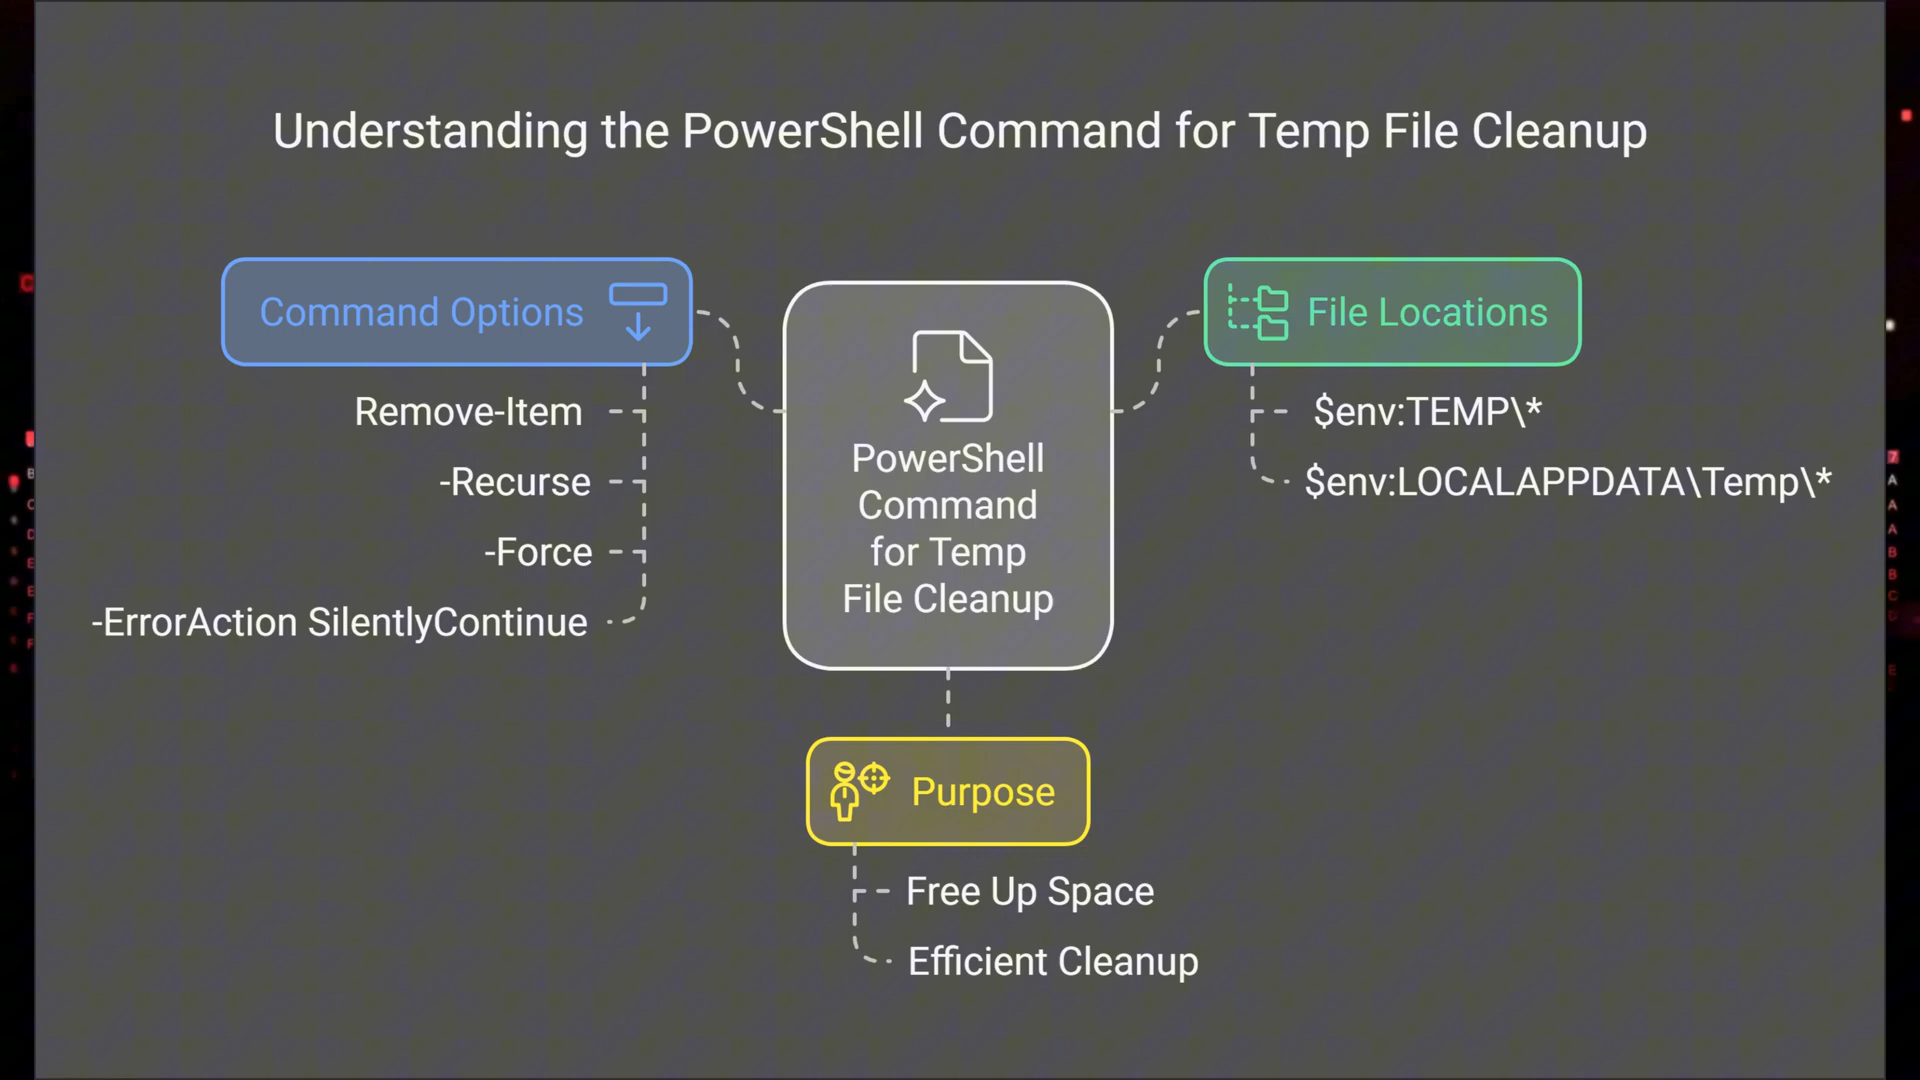 Understanding the PowerShell Command for Temp File Cleanup
Command Options
Remove-Item
-Recurse
-Force
-ErrorAction SilentlyContinue
PowerShell
Command
for Temp
File Cleanup
File Locations
$env:TEMP\*
$env:LOCALAPPDATA\Temp\*
Purpose
Free Up Space
Efficient Cleanup